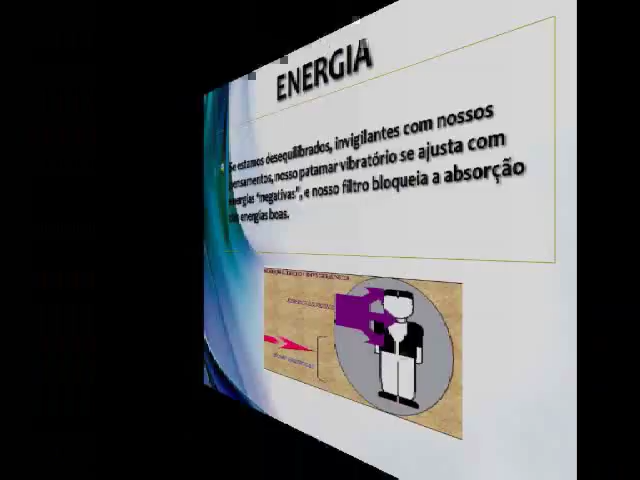 ENERGIA
Se estamos desequilibrados, invigilantes com nossos
pensamentos, nosso patamar vibratório se ajusta com
energias "negativas", e nosso filtro bloqueia a absorção
das energias boas.